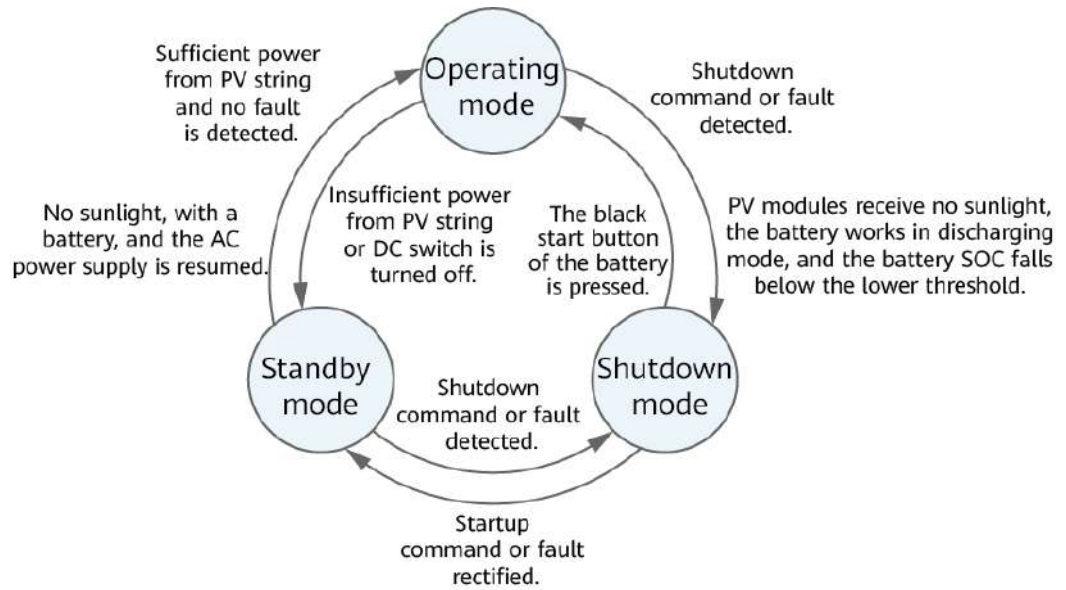 Operating
mode
Sufficient power
from PV string
and no fault
is detected.
Shutdown
command or fault
detected.
No sunlight, with a
battery, and the AC
power supply is resumed.
Insufficient power
from PV string
or DC switch is
turned off.
The black
start button
of the battery
is pressed.
PV modules receive no sunlight,
the battery works in discharging
mode, and the battery SOC falls
below the lower threshold.
Standby
mode
Shutdown
command or fault
detected.
Shutdown
mode
Startup
command or fault
rectified.